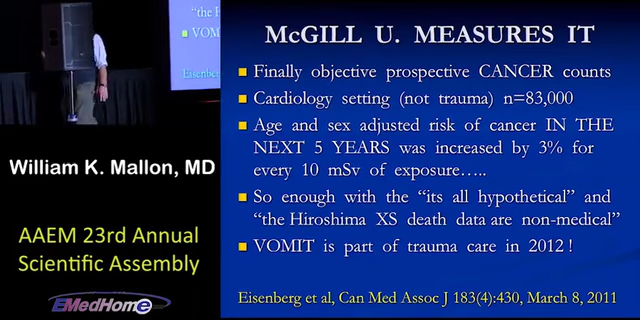 "the H
VOMIT
Eisenberg et
McGILL U. MEASURES IT
Finally objective prospective CANCER counts
Cardiology setting (not trauma) n=83,000
Age and sex adjusted risk of cancer IN THE
NEXT 5 YEARS was increased by 3% for
every 10 mSv of exposure…..
So enough with the "its all hypothetical" and
"the Hiroshima XS death data are non-medical"
VOMIT is part of trauma care in 2012 !
Eisenberg et al, Can Med Assoc J 183(4):430, March 8, 2011
William K. Mallon, MD
AAEM 23rd Annual
Scientific Assembly
EMedHome